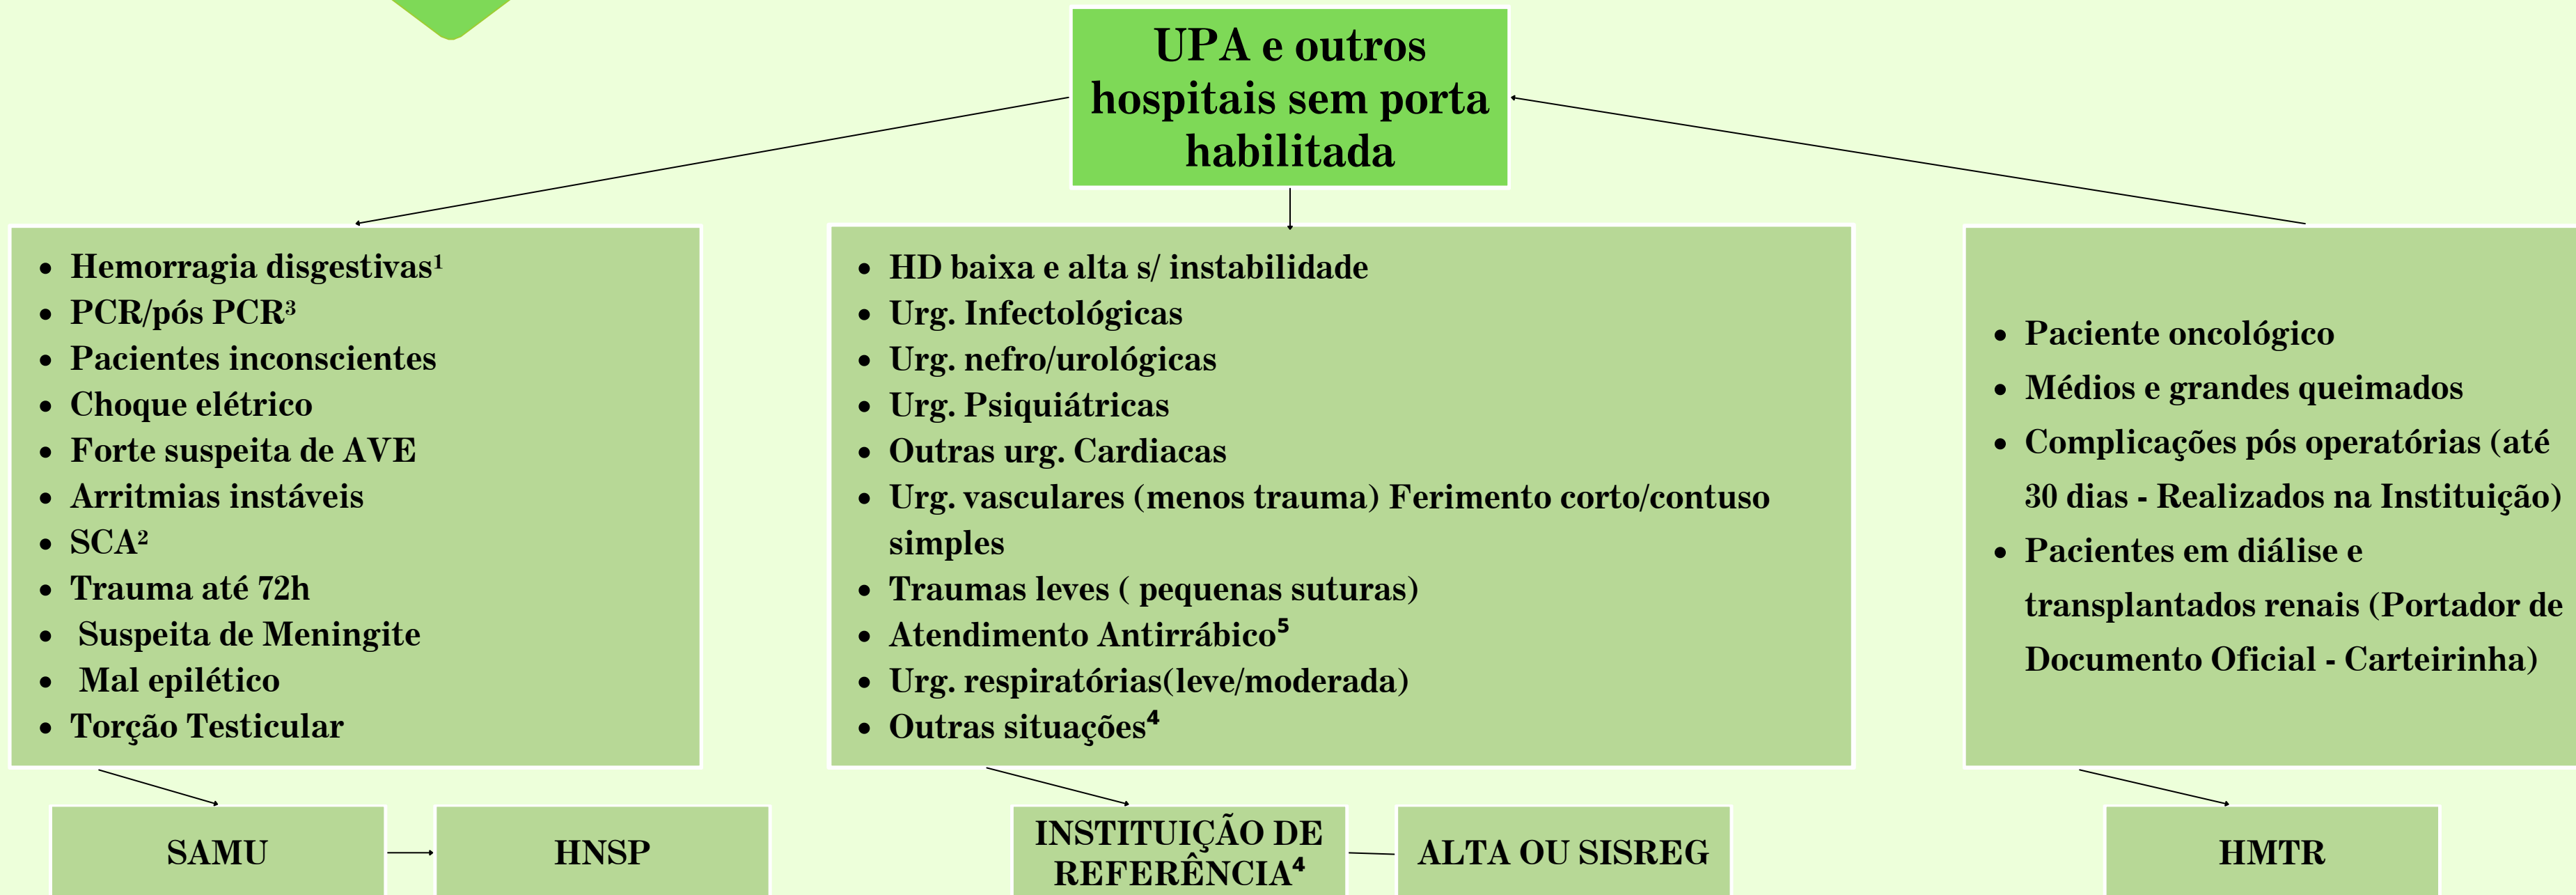 UPA e outros
hospitais sem porta
habilitada
• Hemorragia disgestivas¹
• PCR/pós PCR³
• Pacientes inconscientes
• Choque elétrico
• Forte suspeita de AVE
• Arritmias instáveis
• SCA²
• Trauma até 72h
• Suspeita de Meningite
• Mal epilético
• Torção Testicular
• HD baixa e alta s/ instabilidade
• Urg. Infectológicas
• Urg. nefro/urológicas
• Urg. Psiquiátricas
• Outras urg. Cardiacas
• Urg. vasculares (menos trauma) Ferimento corto/contuso
simples
• Traumas leves ( pequenas suturas)
• Atendimento Antirrábico⁵
• Urg. respiratórias(leve/moderada)
• Outras situações⁴
• Paciente oncológico
• Médios e grandes queimados
• Complicações pós operatórias (até
30 dias - Realizados na Instituição)
• Pacientes em diálise e
transplantados renais (Portador de
Documento Oficial - Carteirinha)
SAMU
HNSP
INSTITUIÇÃO DE
REFERÊNCIA⁴
ALTA OU SISREG
HMTR